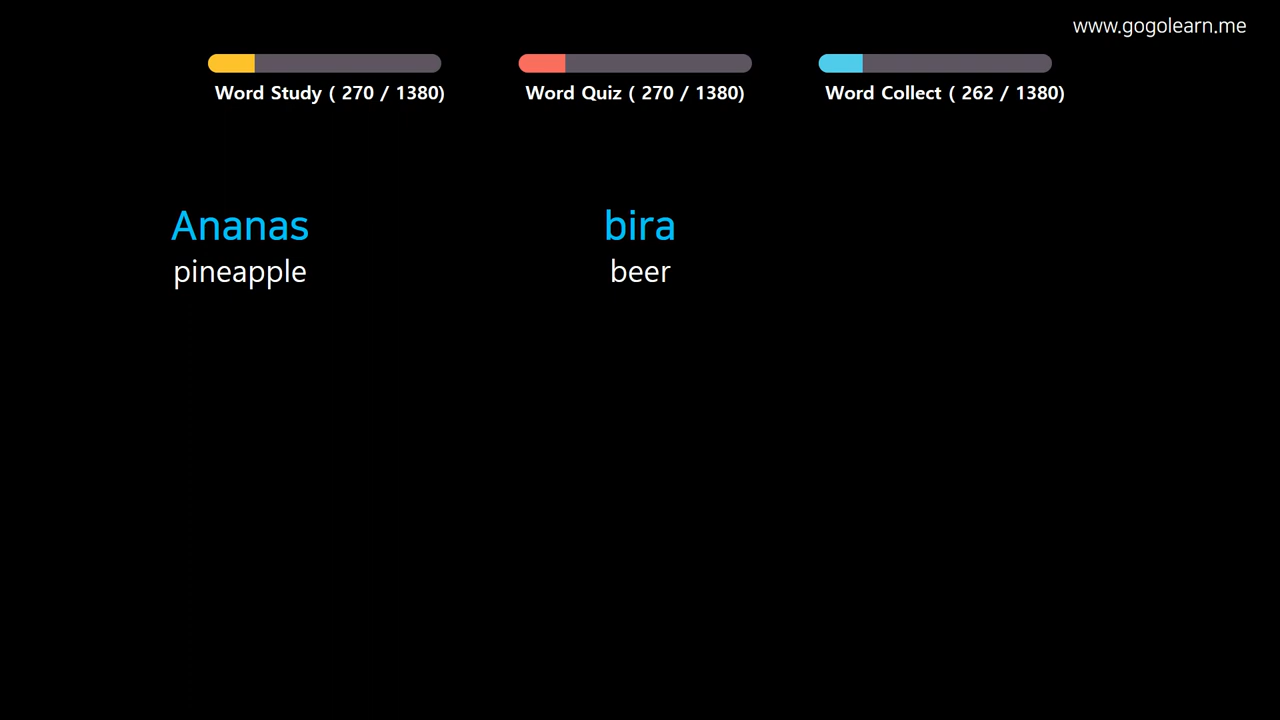 www.gogolearn.me
Word Study ( 270 / 1380)
Word Quiz ( 270 / 1380)
Word Collect ( 262 / 1380)
Ananas
pineapple
bira
beer